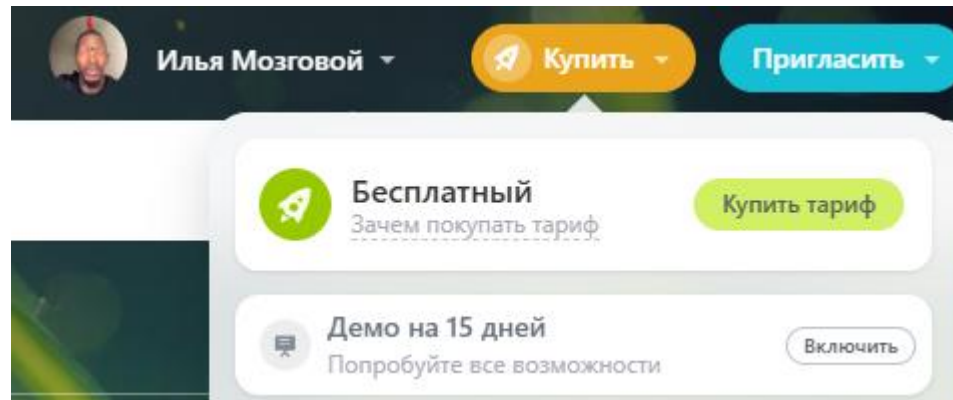 Илья Мозговой
Купить
Пригласить
Бесплатный
Зачем покупать тариф
Купить тариф
Демо на 15 дней
Попробуйте все возможности
Включить